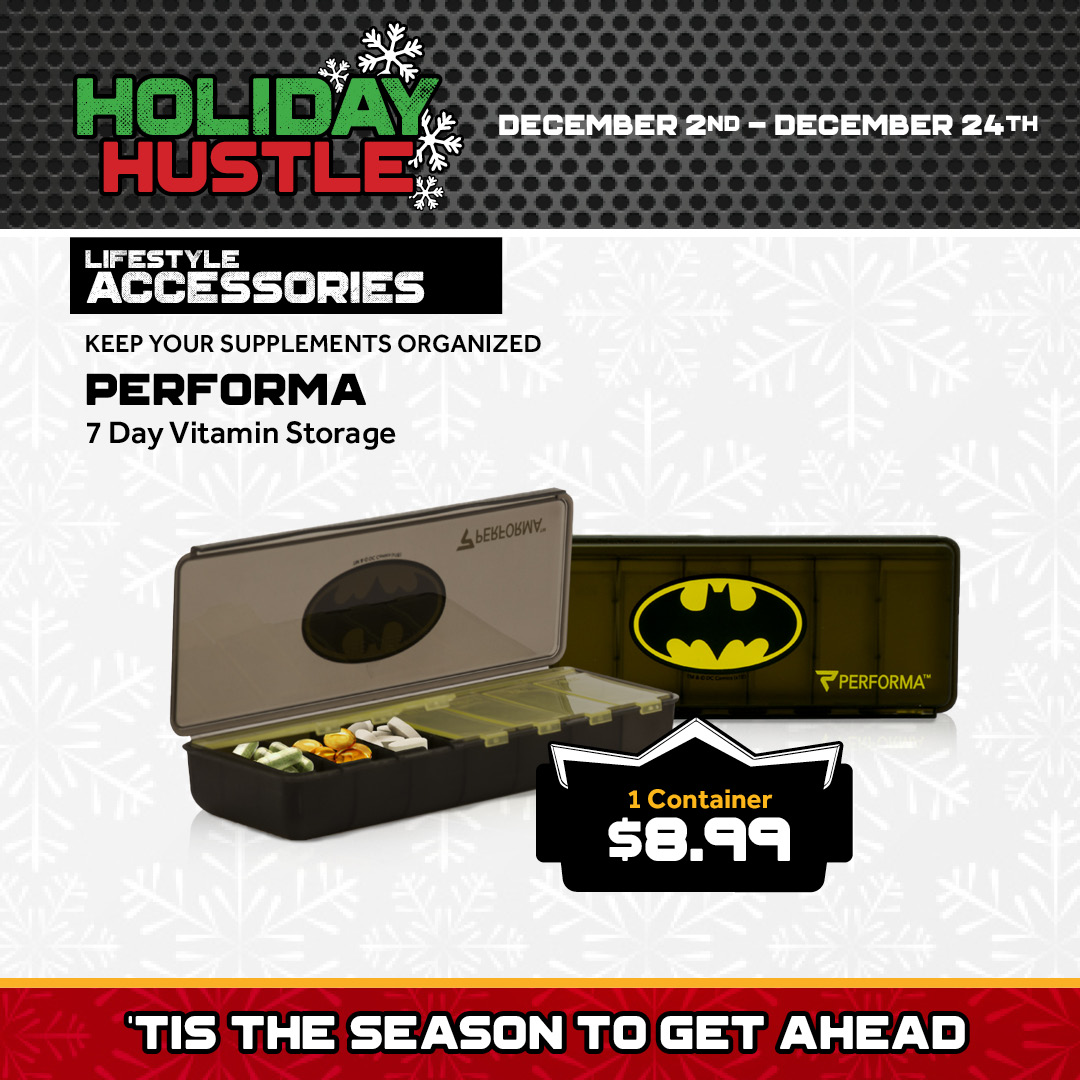 HOLIDAY
HUSTLE
DECEMBER 2ND – DECEMBER 24TH
LIFESTYLE
ACCESSORIES
KEEP YOUR SUPPLEMENTS ORGANIZED
PERFORMA
7 Day Vitamin Storage
PERFORMA™
PERFORMA™
1 Container
$8.99
'TIS THE SEASON TO GET AHEAD